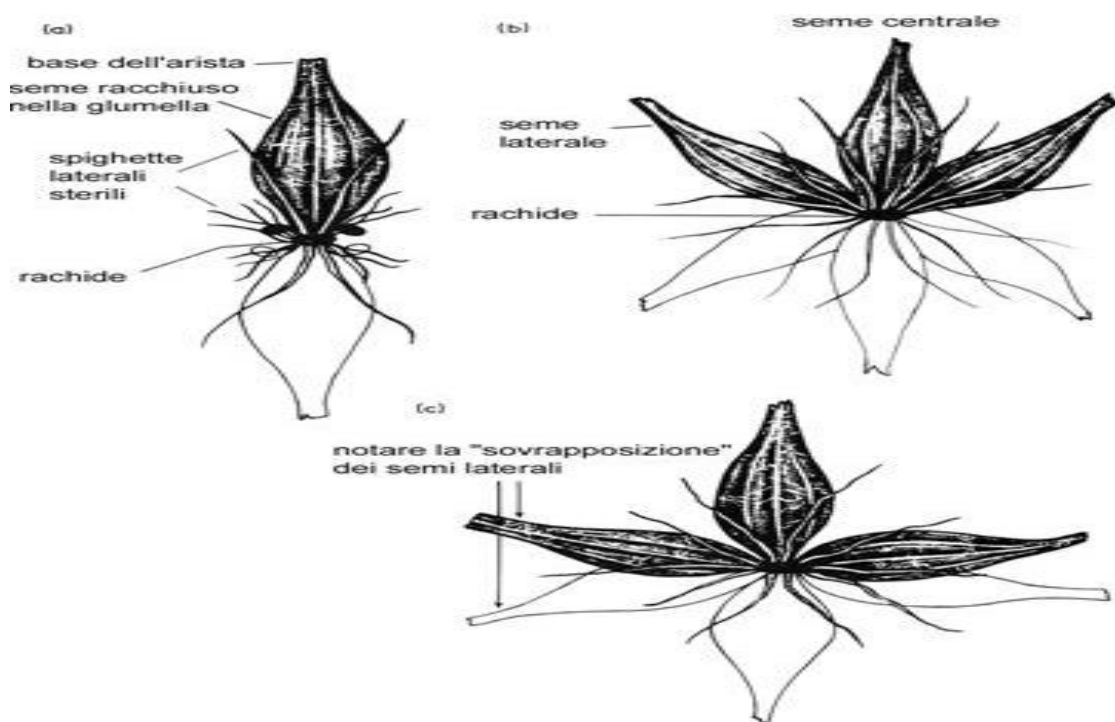 (a)
base dell'arista
seme racchiuso
nella glumella
spighette
laterali
sterili
rachide
(b)
seme centrale
seme
laterale
rachide
(c)
notare la "sovrapposizione"
dei semi laterali